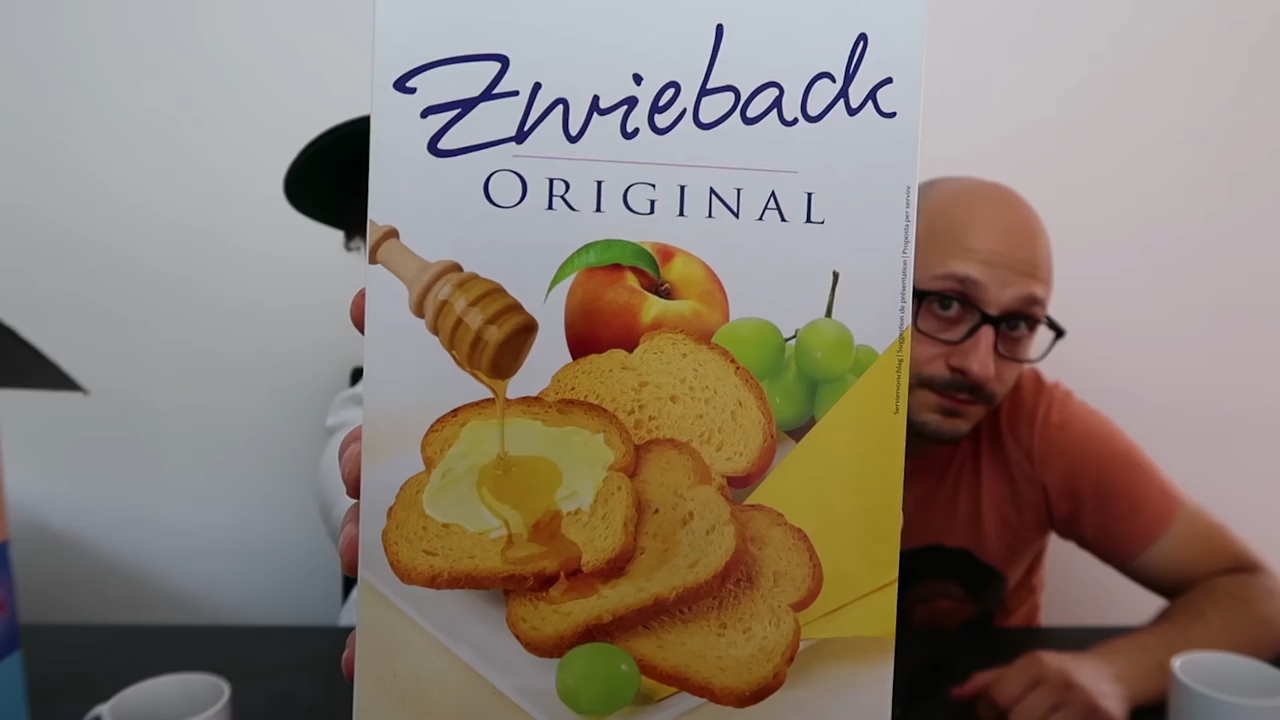 Zwieback
ORIGINAL
Serviervorschlag | Suggestion de présentation | Proposta per servire